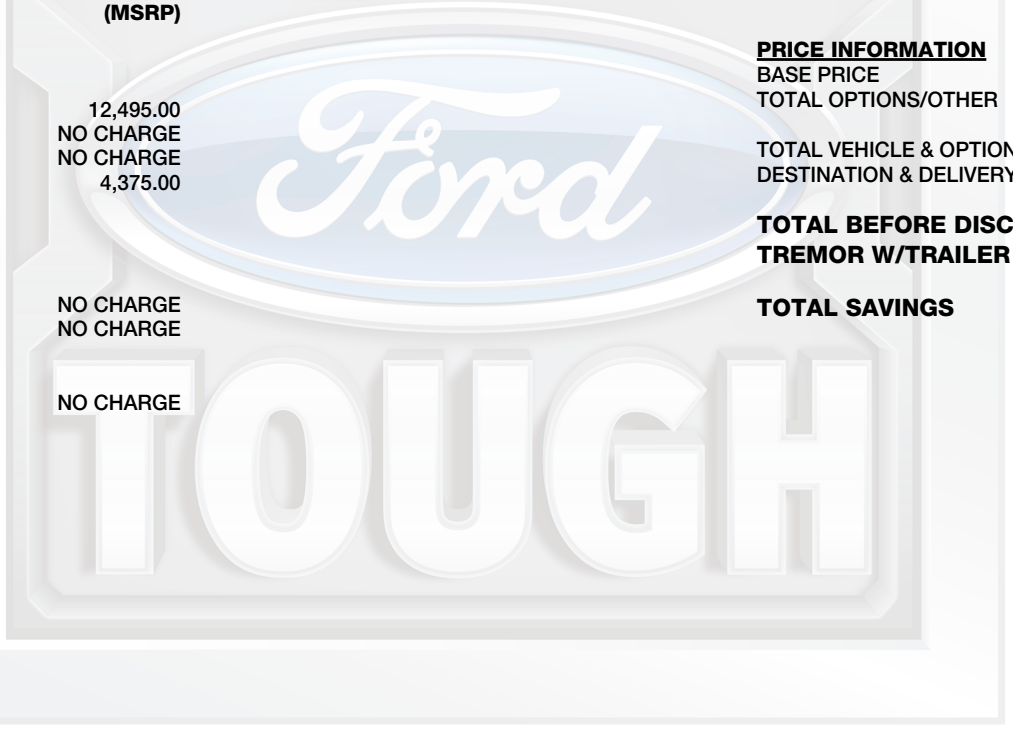 (MSRP)
12,495.00
NO CHARGE
NO CHARGE
4,375.00
NO CHARGE
NO CHARGE
NO CHARGE
PRICE INFORMATION
BASE PRICE
TOTAL OPTIONS/OTHER
TOTAL VEHICLE & OPTION
DESTINATION & DELIVERY
TOTAL BEFORE DISC
TREMOR W/TRAILER
TOTAL SAVINGS
Ford
TOUGH